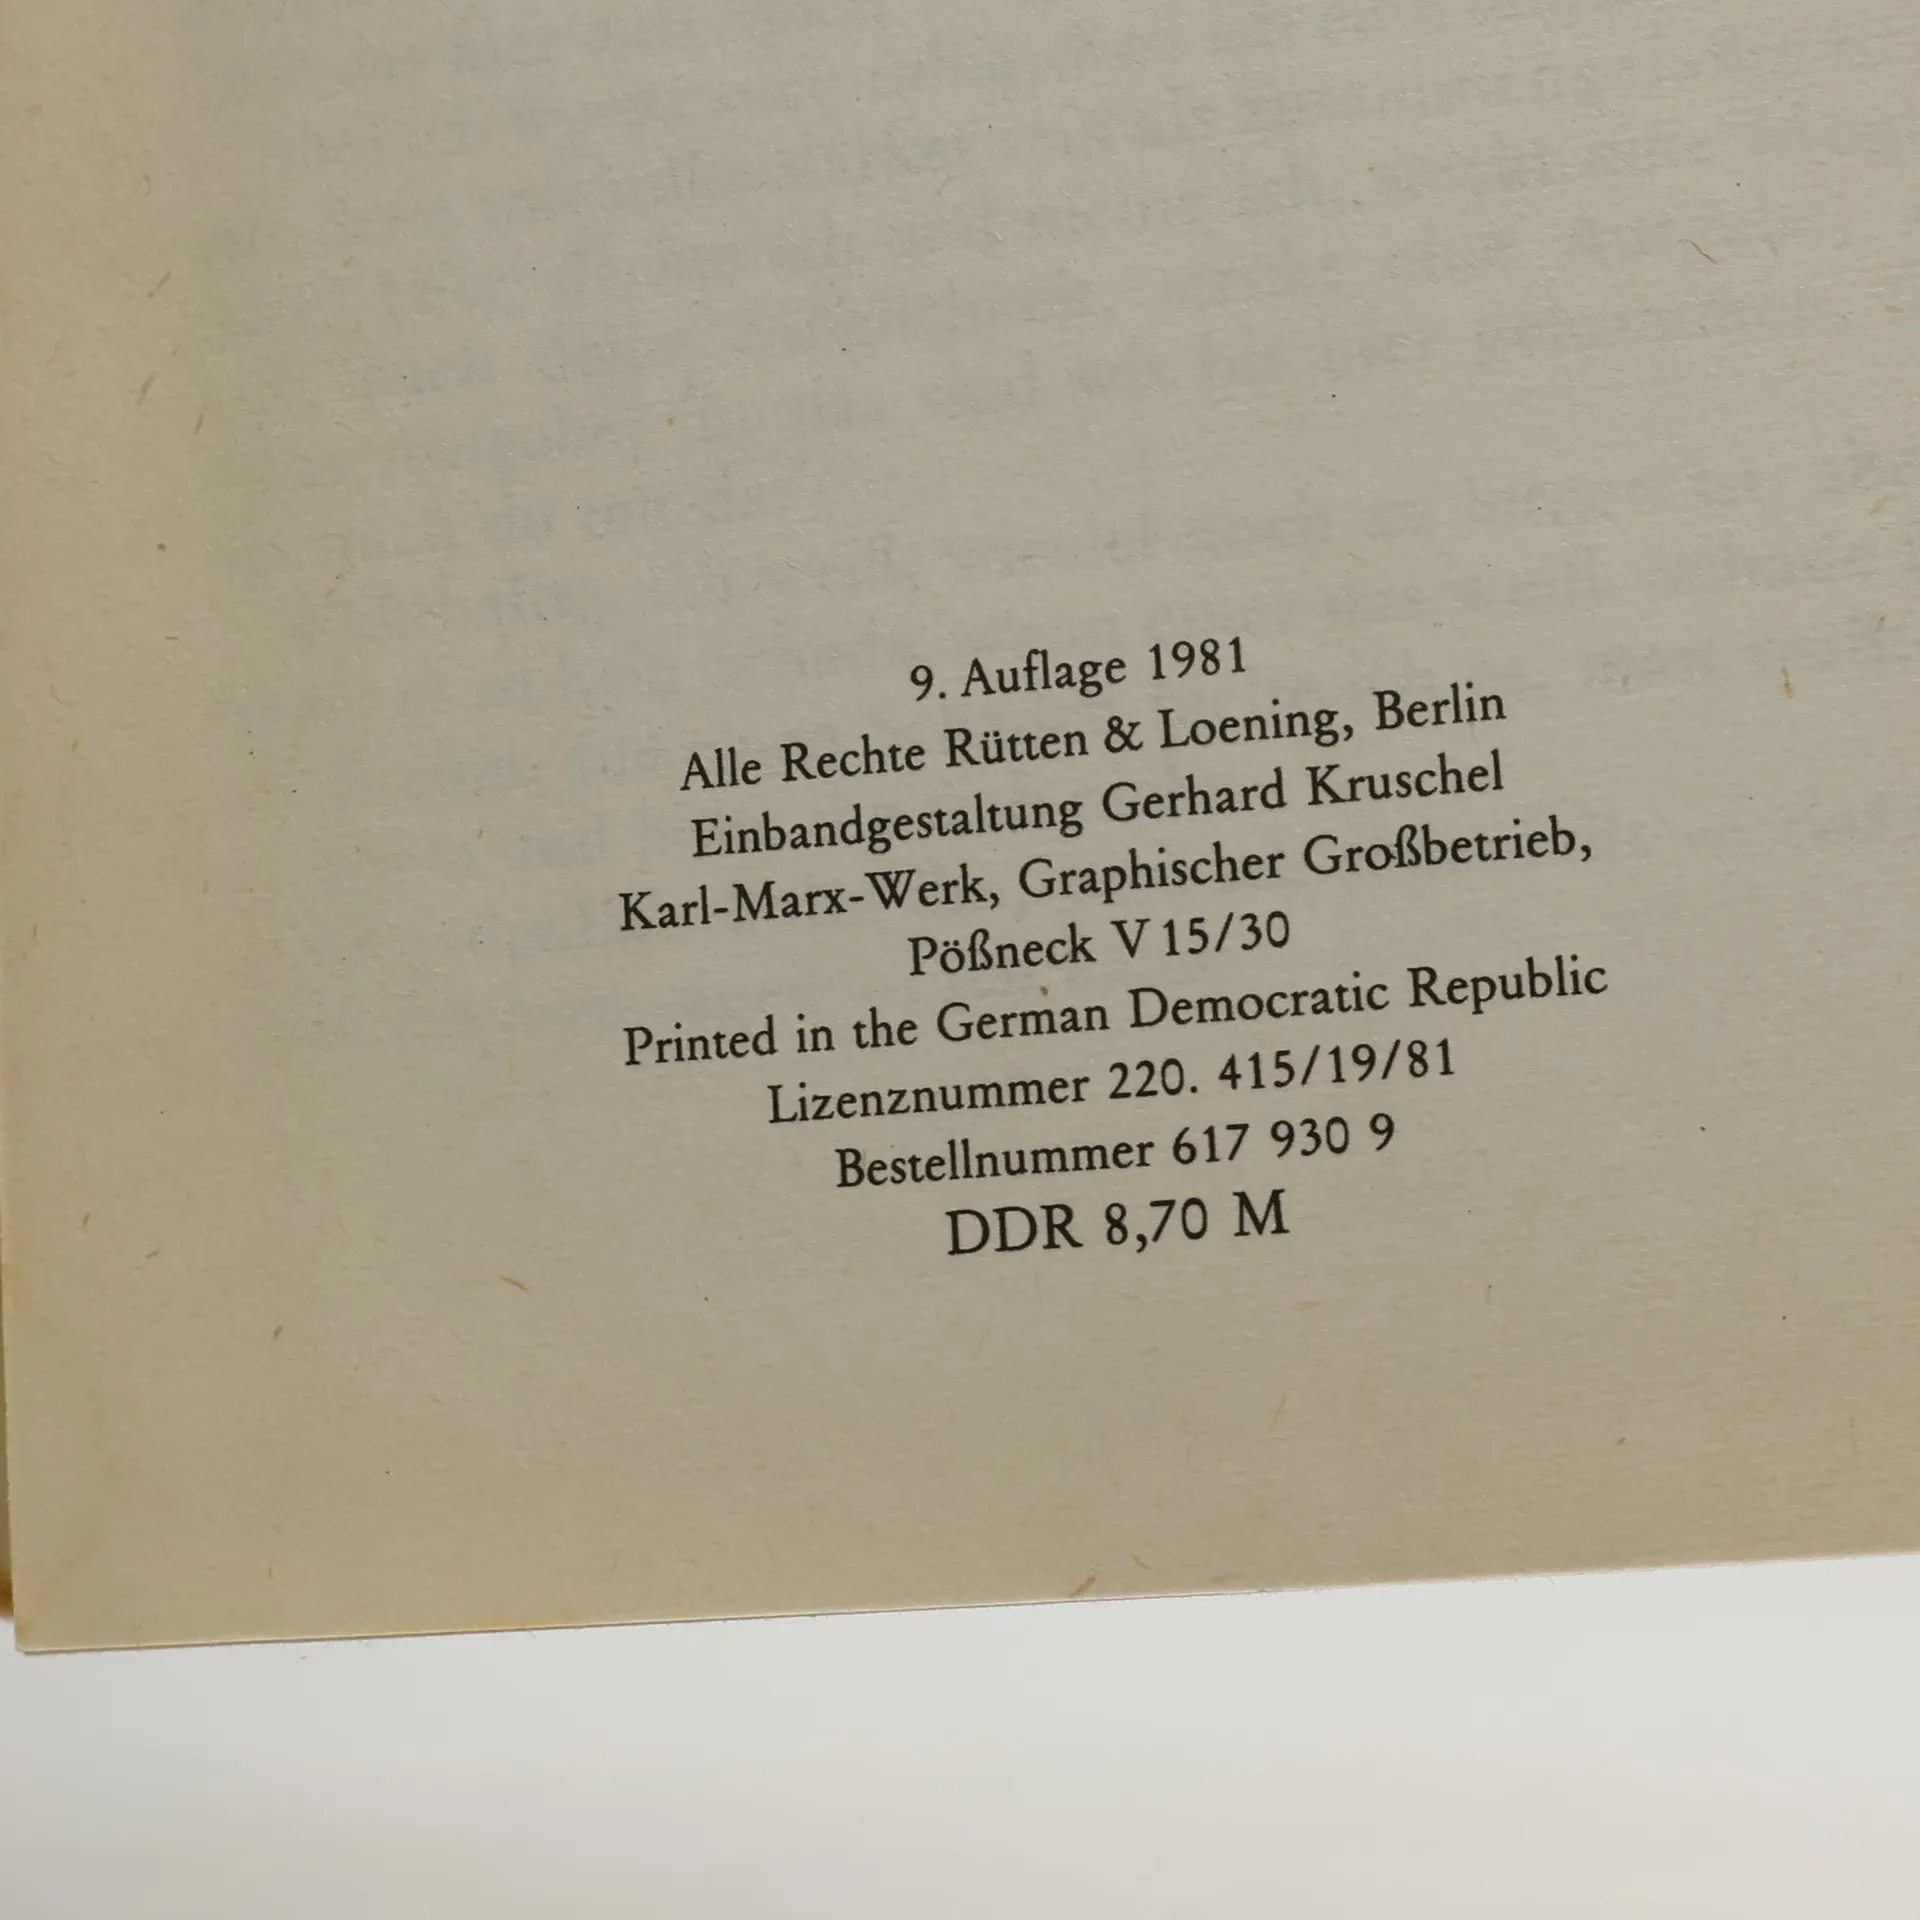 9. Auflage 1981
Alle Rechte Rütten & Loening, Berlin
Einbandgestaltung Gerhard Kruschel
Karl-Marx-Werk, Graphischer Großbetrieb,
Pößneck V 15/30
Printed in the German Democratic Republic
Lizenznummer 220. 415/19/81
Bestellnummer 617 930 9
DDR 8,70 M